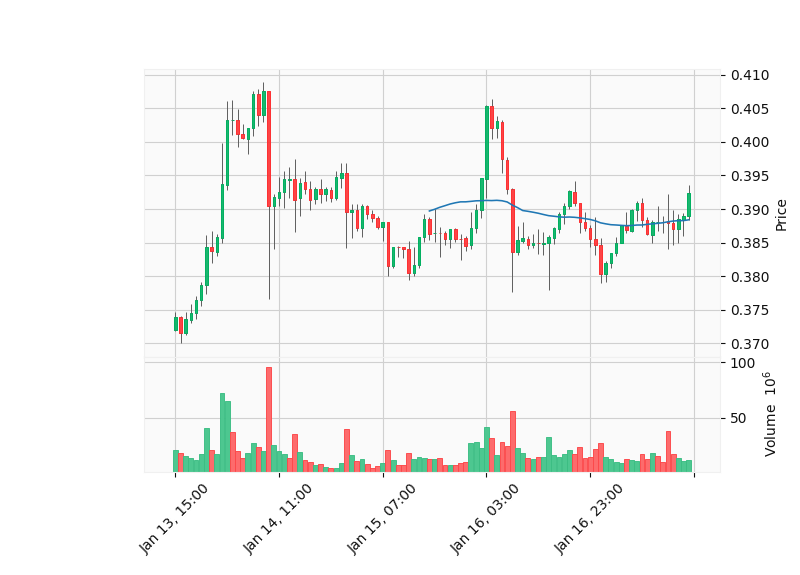 0.410
0.405
0.400
0.395
0.390
0.385
0.380
0.375
0.370
Price
100
50
Volume 10^6
Jan 13, 15:00
Jan 14, 11:00
Jan 15, 07:00
Jan 16, 03:00
Jan 16, 23:00